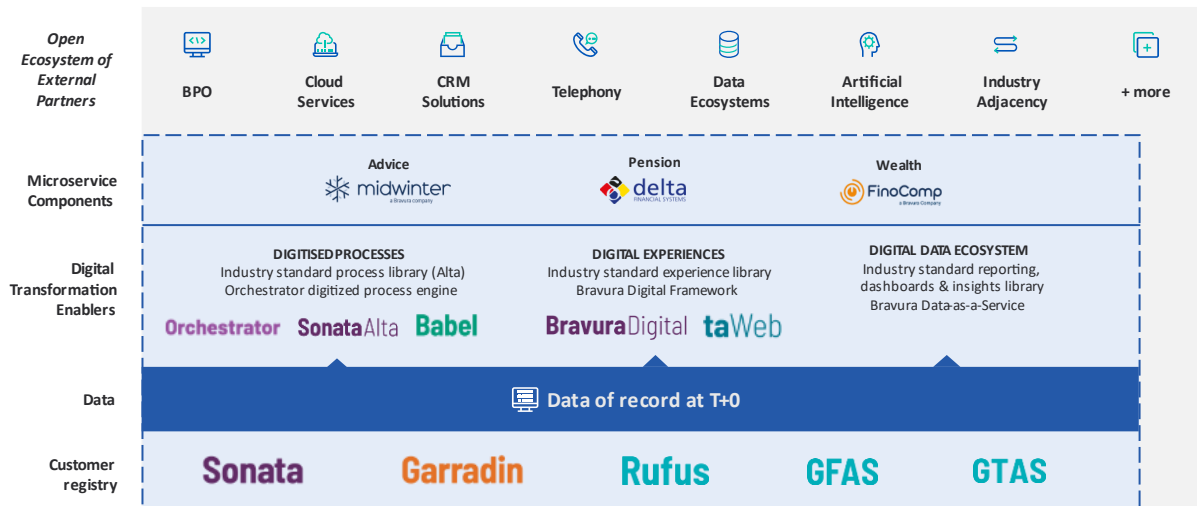 Open
Ecosystem of
External
Partners
BPO
Cloud
Services
CRM
Solutions
Telephony
Data
Ecosystems
Artificial
Intelligence
Industry
Adjacency
+ more
Microservice
Components
Advice
midwinter
a Bravura company
Pension
delta
FINANCIAL SYSTEMS
Wealth
FinoComp
a Bravura Company
Digital
Transformation
Enablers
DIGITISED PROCESSES
Industry standard process library (Alta)
Orchestrator digitized process engine
Orchestrator
SonataAlta
Babel
DIGITAL EXPERIENCES
Industry standard experience library
Bravura Digital Framework
BravuraDigital
taWeb
DIGITAL DATA ECOSYSTEM
Industry standard reporting,
dashboards & insights library
Bravura Data-as-a-Service
Data
Data of record at T+0
Customer
registry
Sonata
Garradin
Rufus
GFAS
GTAS